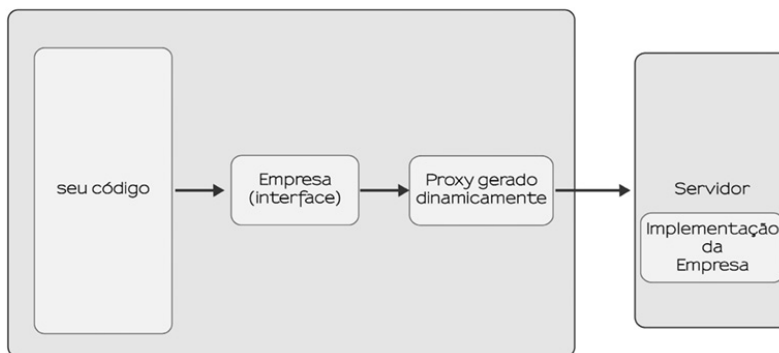 seu código
Empresa
(interface)
Proxy gerado
dinamicamente
Servidor
Implementação
da
Empresa